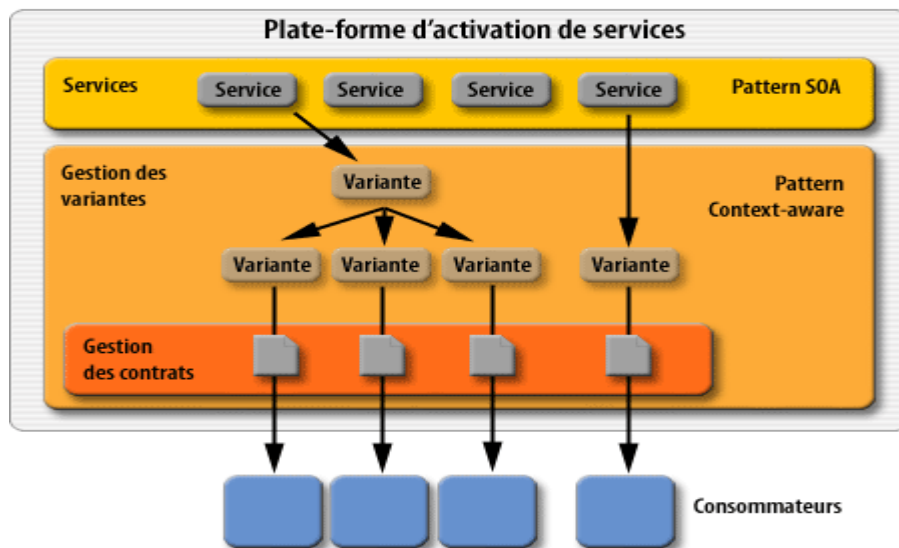 Plate-forme d'activation de services
Services
Service
Service
Service
Service
Pattern SOA
Gestion des
variantes
Variante
Pattern
Context-aware
Variante
Variante
Variante
Variante
Gestion
des contrats
Consommateurs